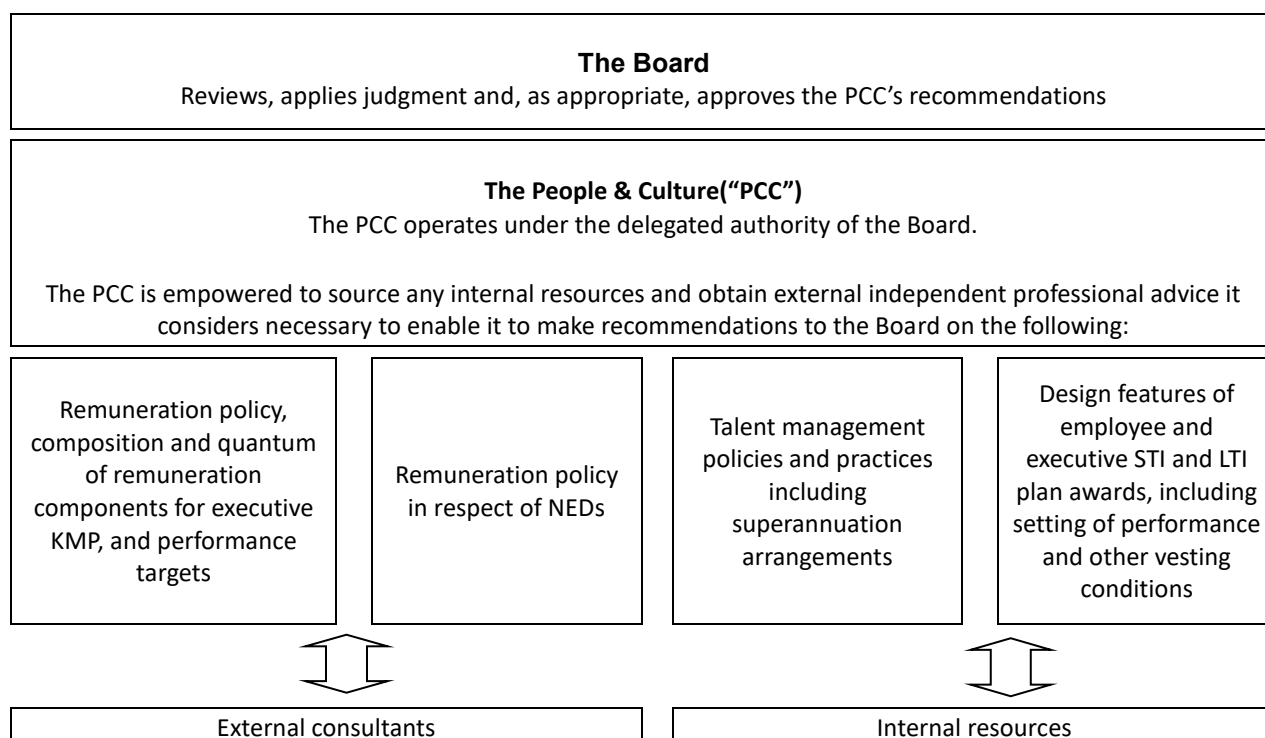 The Board
Reviews, applies judgment and, as appropriate, approves the PCC’s recommendations
The People & Culture(“PCC”)
The PCC operates under the delegated authority of the Board.
The PCC is empowered to source any internal resources and obtain external independent professional advice it
considers necessary to enable it to make recommendations to the Board on the following:
Remuneration policy,
composition and quantum
of remuneration
components for executive
KMP, and performance
targets
Remuneration policy
in respect of NEDs
Talent management
policies and practices
including
superannuation
arrangements
Design features of
employee and
executive STI and LTI
plan awards, including
setting of performance
and other vesting
conditions
External consultants
Internal resources